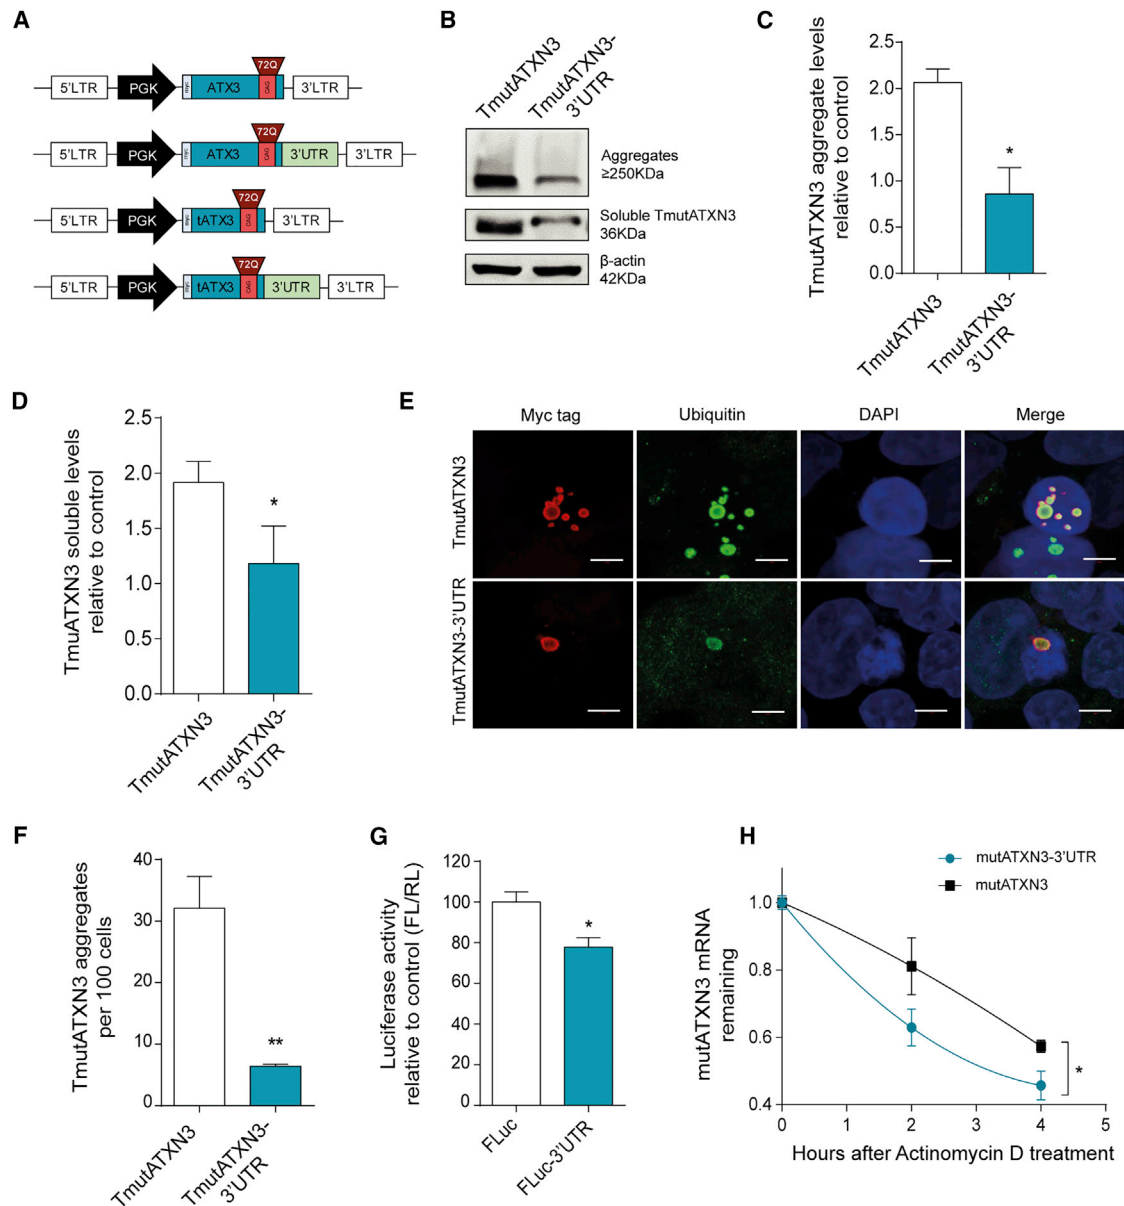 A
72Q
5'LTR
PGK
myc
ATX3
CAG
3'LTR
72Q
5'LTR
PGK
myc
ATX3
CAG
3'UTR
3'LTR
72Q
5'LTR
PGK
myc
tATX3
CAG
3'LTR
72Q
5'LTR
PGK
myc
tATX3
CAG
3'UTR
3'LTR
B
TmutATXN3
TmutATXN3-
3'UTR
Aggregates
≥250KDa
Soluble TmutATXN3
36KDa
β-actin
42KDa
C
TmutATXN3 aggregate levels
relative to control
2.5
2.0
1.5
1.0
0.5
0.0
*
TmutATXN3
TmutATXN3-
3'UTR
D
TmuATXN3 soluble levels
relative to control
2.5
2.0
1.5
1.0
0.5
0.0
*
TmutATXN3
TmutATXN3-
3'UTR
E
Myc tag
Ubiquitin
DAPI
Merge
TmutATXN3
TmutATXN3-3'UTR
F
TmutATXN3 aggregates
per 100 cells
40
30
20
10
0
**
TmutATXN3
TmutATXN3-
3'UTR
G
Luciferase activity
relative to control (FL/RL)
120
100
80
60
40
20
0
*
FLuc
FLuc-3'UTR
H
mutATXN3-3'UTR
mutATXN3
mutATXN3 mRNA
remaining
1.0
0.8
0.6
0.4
*
0
1
2
3
4
5
Hours after Actinomycin D treatment